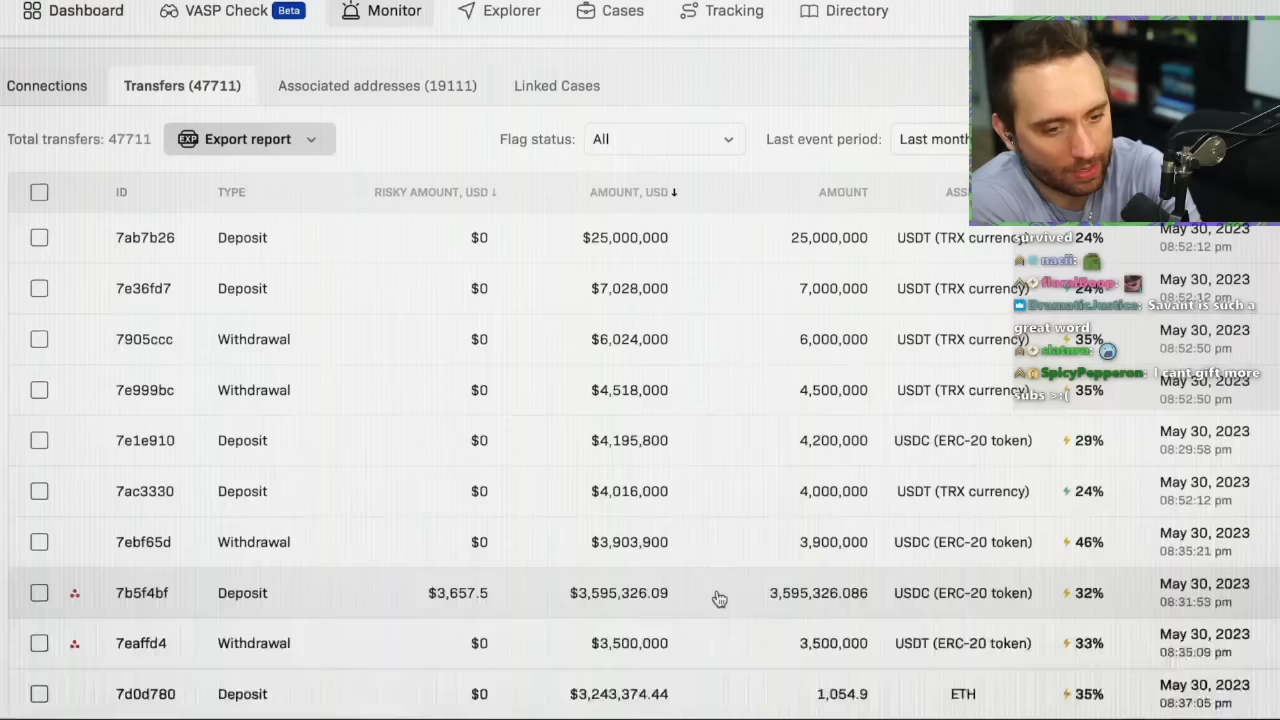 Dashboard VASP Check Beta Monitor Explorer Cases Tracking Directory
Connections Transfers (47711) Associated addresses (19111) Linked Cases
Total transfers: 47711 EXP Export report Flag status: All Last event period: Last month
ID TYPE RISKY AMOUNT, USD ↓ AMOUNT, USD ↓ AMOUNT ASS
7ab7b26 Deposit $0 $25,000,000 25,000,000 USDT (TRX currency) 24% May 30, 2023
08:52:12 pm
7e36fd7 Deposit $0 $7,028,000 7,000,000 USDT (TRX currency) 24% May 30, 2023
08:52:12 pm
7905ccc Withdrawal $0 $6,024,000 6,000,000 USDT (TRX currency) 35% May 30, 2023
08:52:50 pm
7e999bc Withdrawal $0 $4,518,000 4,500,000 USDT (TRX currency) 35% May 30, 2023
08:52:50 pm
7e1e910 Deposit $0 $4,195,800 4,200,000 USDC (ERC-20 token) 29% May 30, 2023
08:29:58 pm
7ac3330 Deposit $0 $4,016,000 4,000,000 USDT (TRX currency) 24% May 30, 2023
08:52:12 pm
7ebf65d Withdrawal $0 $3,903,900 3,900,000 USDC (ERC-20 token) 46% May 30, 2023
08:35:21 pm
7b5f4bf Deposit $3,657.5 $3,595,326.09 3,595,326.086 USDC (ERC-20 token) 32% May 30, 2023
08:31:53 pm
7eaffd4 Withdrawal $0 $3,500,000 3,500,000 USDT (ERC-20 token) 33% May 30, 2023
08:35:09 pm
7d0d780 Deposit $0 $3,243,374.44 1,054.9 ETH 35% May 30, 2023
08:37:05 pm
survived
nacii:
floralBoop:
DramaticJustice: Savant is such a
great word
slaturn:
SpicyPepperon: I cant gift more
subs >:(